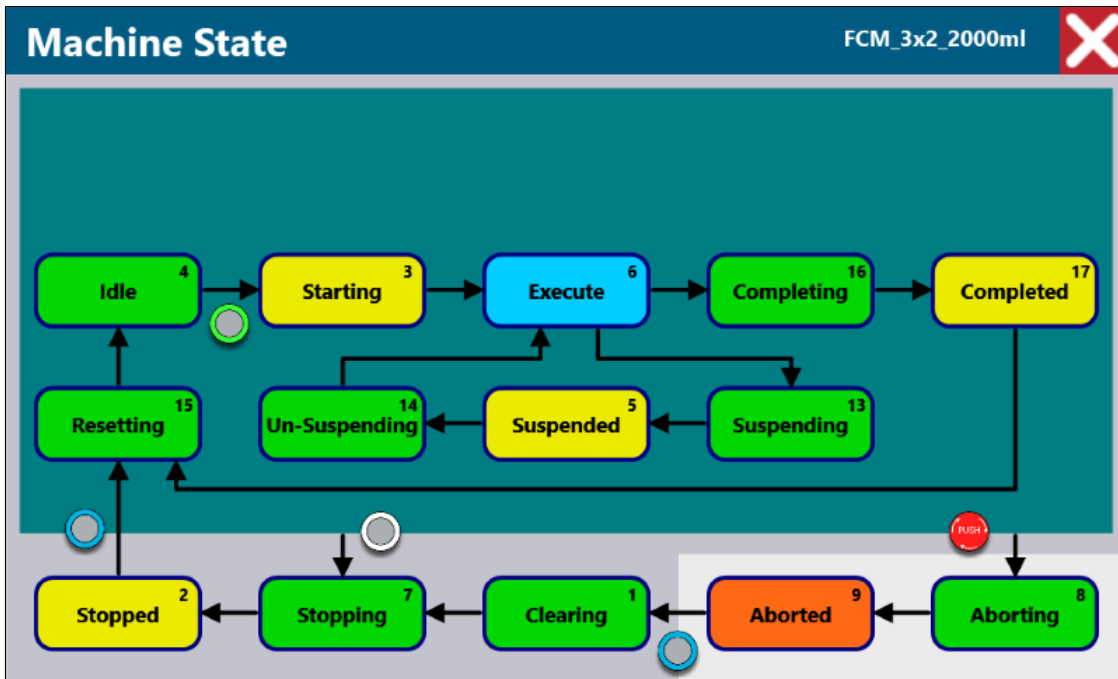 Machine State
FCM_3x2_2000ml
4
Idle
3
Starting
6
Execute
16
Completing
17
Completed
15
Resetting
14
Un-Suspending
5
Suspended
13
Suspending
PUSH
2
Stopped
7
Stopping
1
Clearing
9
Aborted
8
Aborting